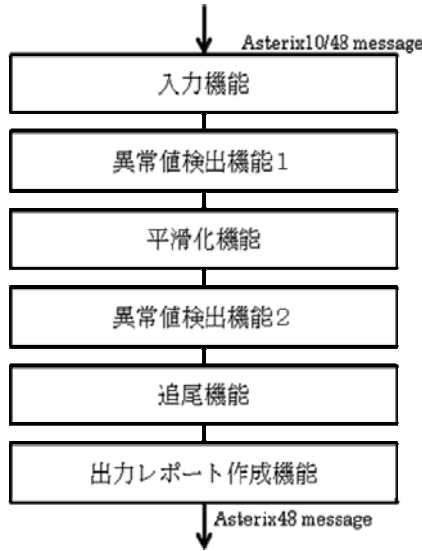 Asterix10/48 message
入力機能
異常値検出機能1
平滑化機能
異常値検出機能2
追尾機能
出力レポート作成機能
Asterix48 message